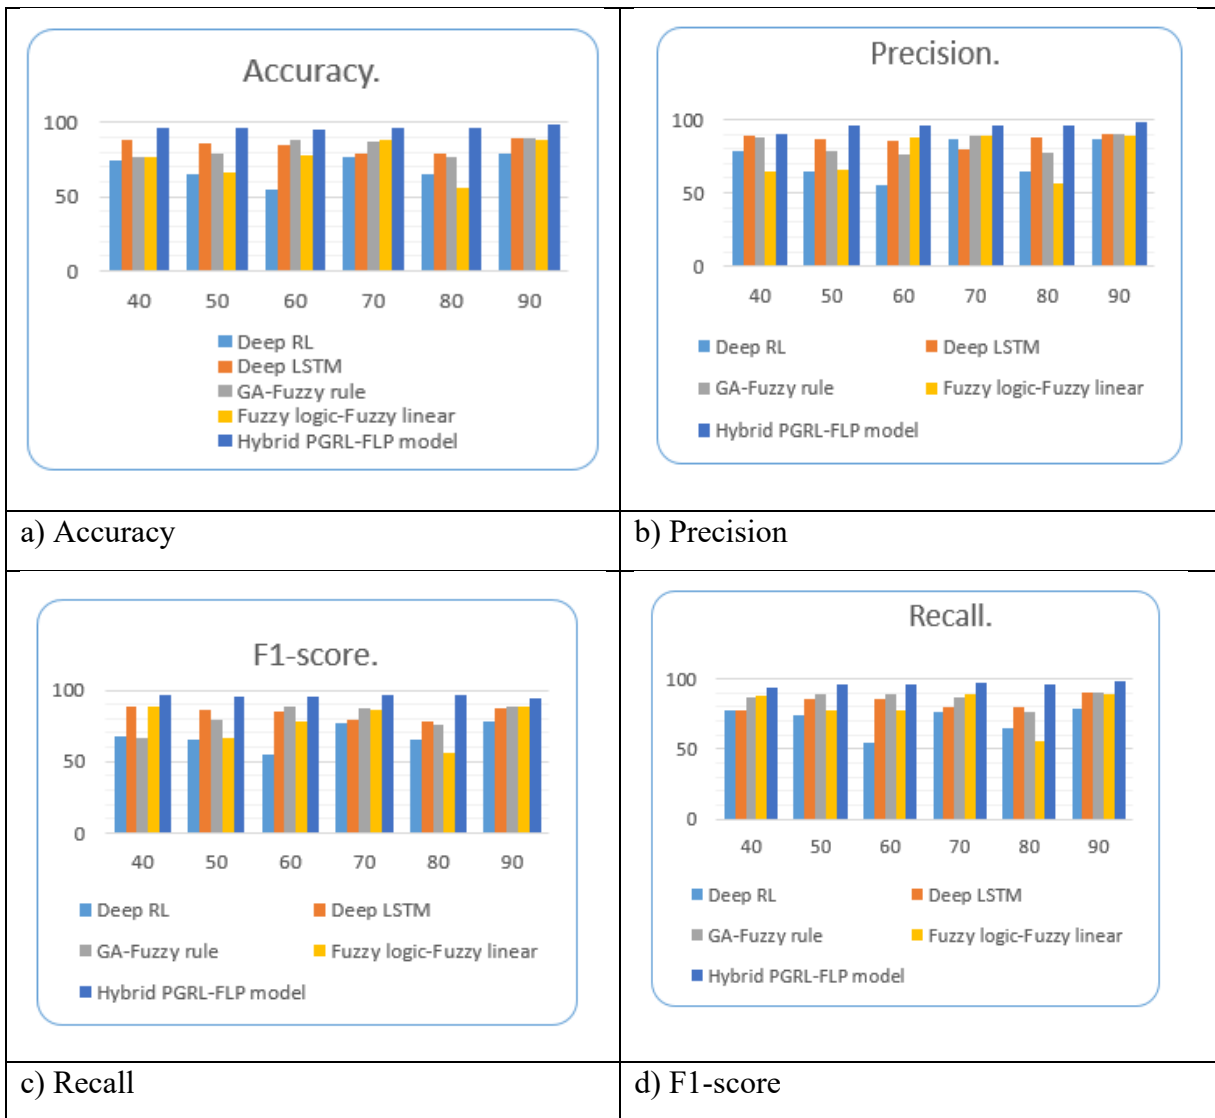 Accuracy.
100
50
0
40 50 60 70 80 90
Deep RL
Deep LSTM
GA-Fuzzy rule
Fuzzy logic-Fuzzy linear
Hybrid PGRL-FLP model
a) Accuracy
Precision.
100
50
0
40 50 60 70 80 90
Deep RL Deep LSTM
GA-Fuzzy rule Fuzzy logic-Fuzzy linear
Hybrid PGRL-FLP model
b) Precision
F1-score.
100
50
0
40 50 60 70 80 90
Deep RL Deep LSTM
GA-Fuzzy rule Fuzzy logic-Fuzzy linear
Hybrid PGRL-FLP model
c) Recall
Recall.
100
50
0
40 50 60 70 80 90
Deep RL Deep LSTM
GA-Fuzzy rule Fuzzy logic-Fuzzy linear
Hybrid PGRL-FLP model
d) F1-score